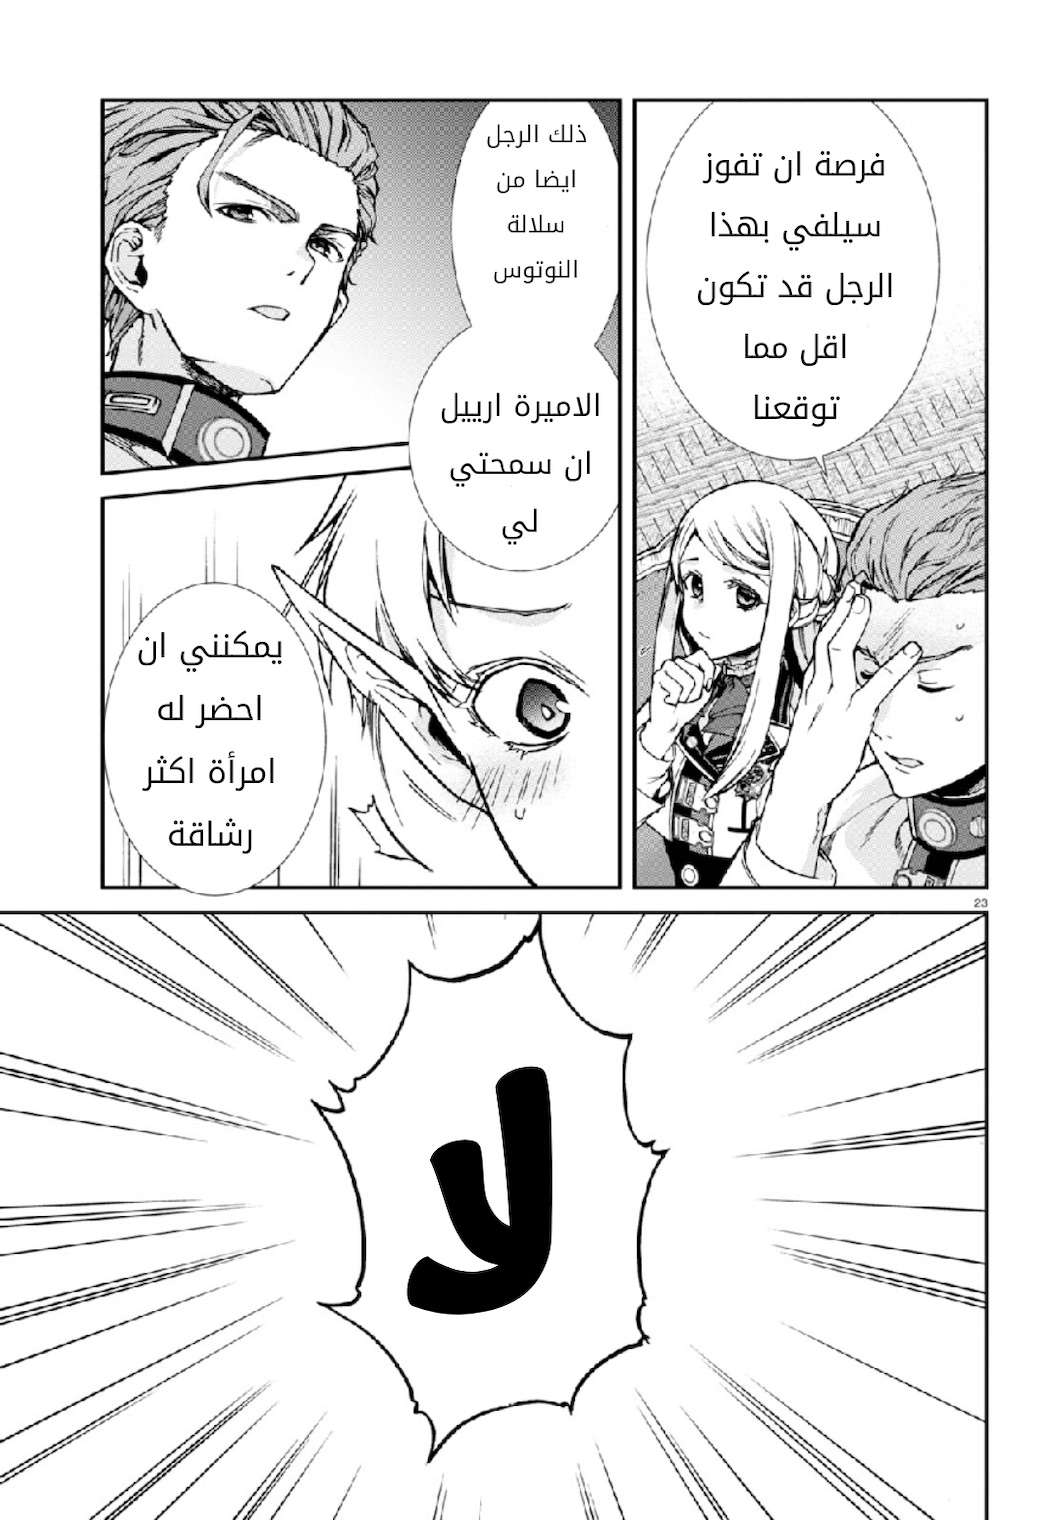 فرصة ان تفوز
سيلفي بهذا
الرجل قد تكون
اقل مما
توقعنا
ذلك الرجل
ايضا من
سلالة
النوتوس
الاميرة ارييل
ان سمحتي
لي
يمكنني ان
احضر له
امرأة اكثر
رشاقة
23
لا